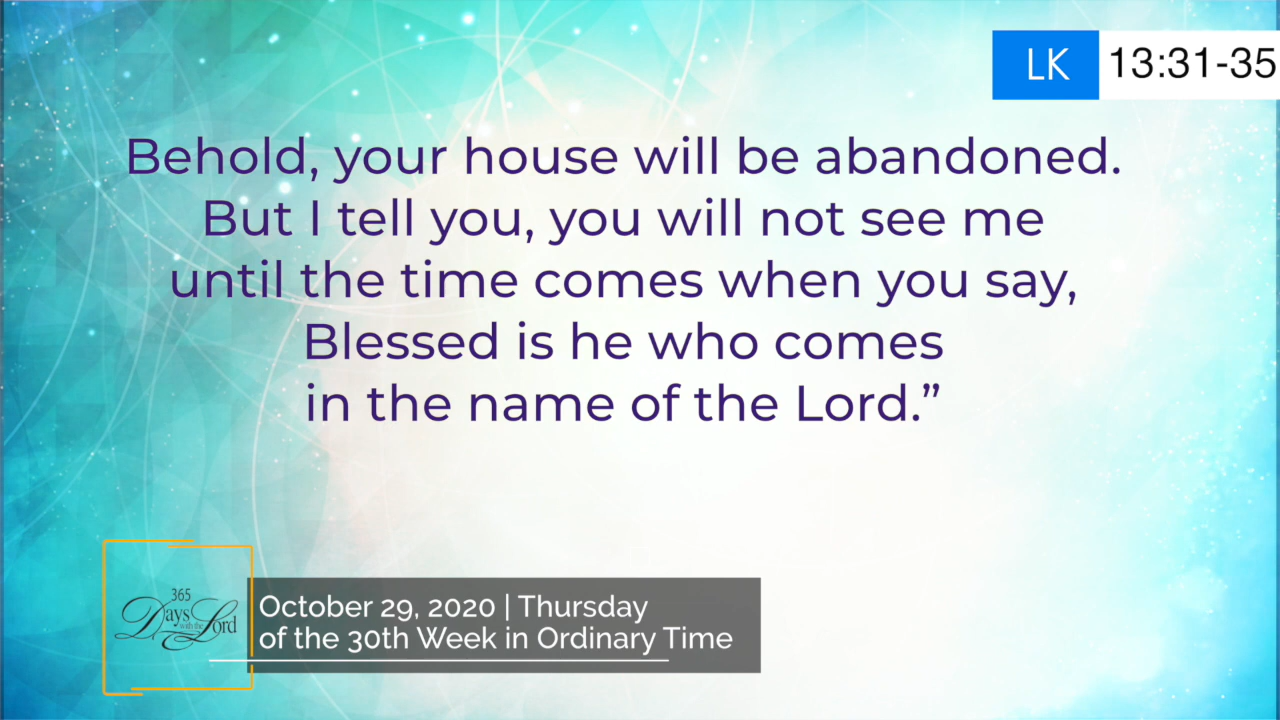 LK 13:31-35
Behold, your house will be abandoned.
But I tell you, you will not see me
until the time comes when you say,
Blessed is he who comes
in the name of the Lord.”
365
Days
with the
Lord
October 29, 2020 | Thursday
of the 30th Week in Ordinary Time